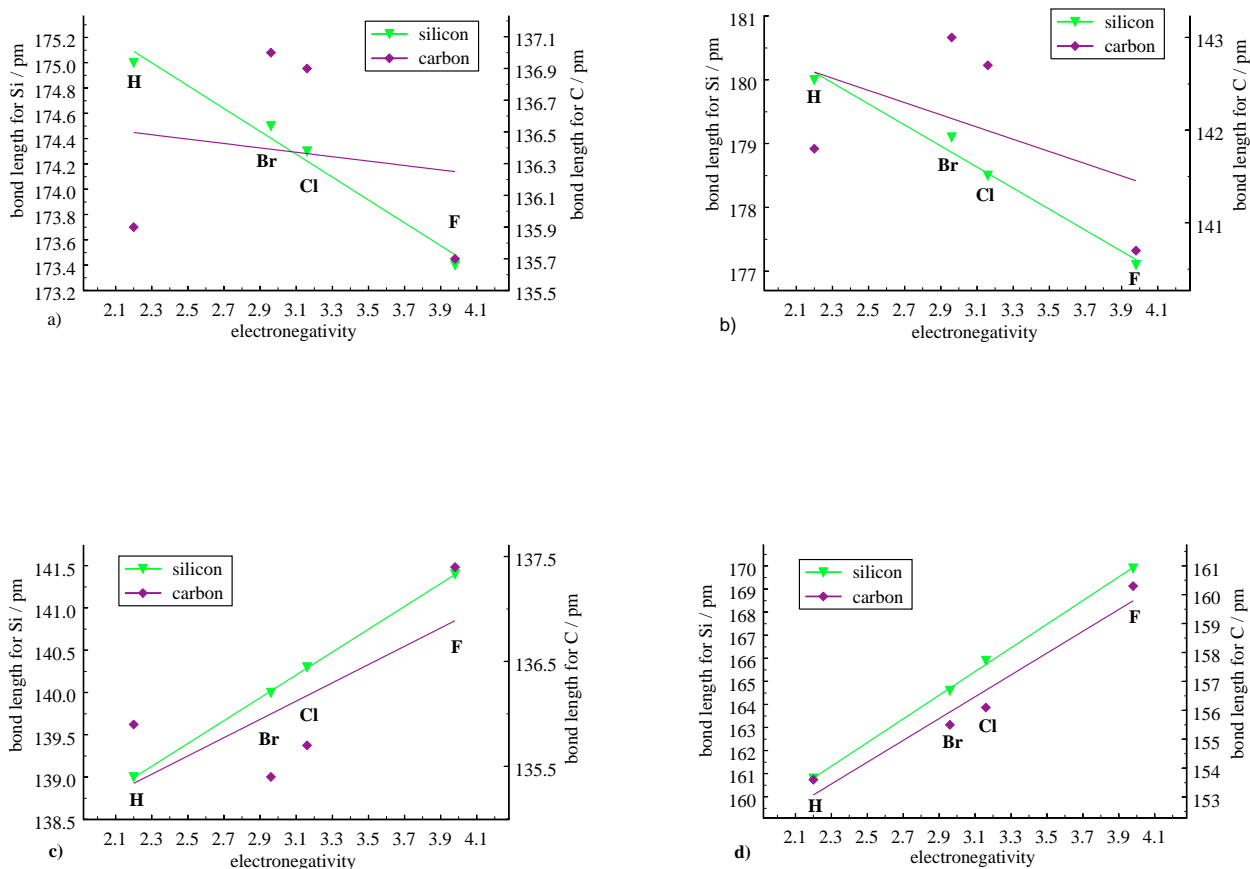 silicon
carbon
bond length for Si / pm
175.2
175.0
174.8
174.6
174.4
174.2
174.0
173.8
173.6
173.4
173.2
137.1
136.9
136.7
136.5
136.3
136.1
135.9
135.7
135.5
bond length for C / pm
H
Br
Cl
F
2.1 2.3 2.5 2.7 2.9 3.1 3.3 3.5 3.7 3.9 4.1
electronegativity
a)
silicon
carbon
bond length for Si / pm
181
180
179
178
177
143
142
141
bond length for C / pm
H
Br
Cl
F
2.1 2.3 2.5 2.7 2.9 3.1 3.3 3.5 3.7 3.9 4.1
electronegativity
b)
silicon
carbon
bond length for Si / pm
141.5
141.0
140.5
140.0
139.5
139.0
138.5
137.5
136.5
135.5
bond length for C / pm
H
Br
Cl
F
2.1 2.3 2.5 2.7 2.9 3.1 3.3 3.5 3.7 3.9 4.1
electronegativity
c)
silicon
carbon
bond length for Si / pm
170
169
168
167
166
165
164
163
162
161
160
161
160
159
158
157
156
155
154
153
bond length for C / pm
H
Br
Cl
F
2.1 2.3 2.5 2.7 2.9 3.1 3.3 3.5 3.7 3.9 4.1
electronegativity
d)